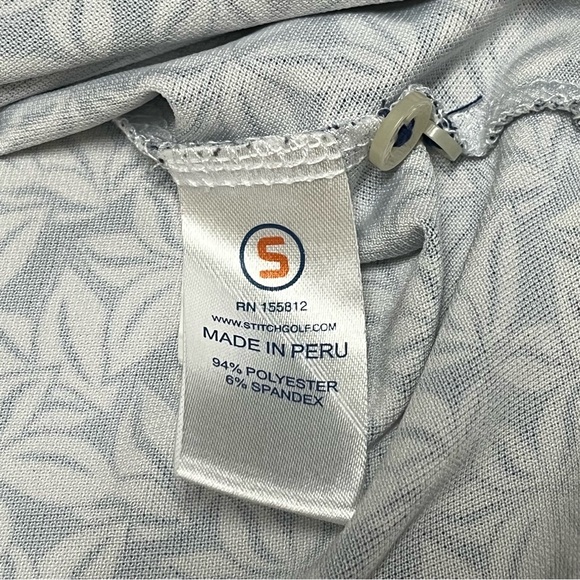 S
RN 155812
WWW.STITCHGOLF.COM
MADE IN PERU
94% POLYESTER
6% SPANDEX